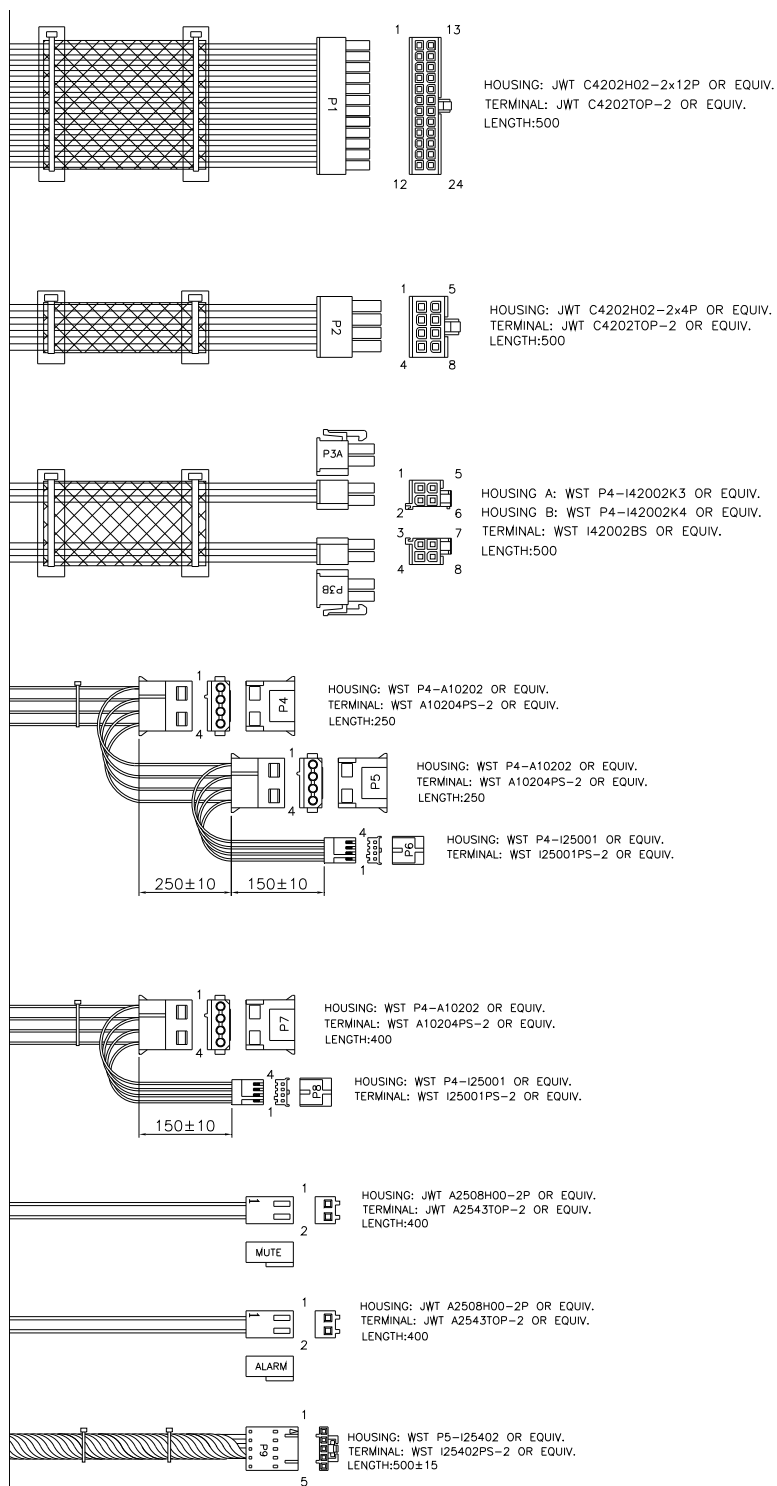 1 13
P1
12 24
HOUSING: JWT C4202H02-2x12P OR EQUIV.
TERMINAL: JWT C4202TOP-2 OR EQUIV.
LENGTH:500
1 5
P2
4 8
HOUSING: JWT C4202H02-2x4P OR EQUIV.
TERMINAL: JWT C4202TOP-2 OR EQUIV.
LENGTH:500
P3A
1 5
2 6
3 7
4 8
P3B
HOUSING A: WST P4-I42002K3 OR EQUIV.
HOUSING B: WST P4-I42002K4 OR EQUIV.
TERMINAL: WST I42002BS OR EQUIV.
LENGTH:500
1
4
P4
HOUSING: WST P4-A10202 OR EQUIV.
TERMINAL: WST A10204PS-2 OR EQUIV.
LENGTH:250
1
4
P5
HOUSING: WST P4-A10202 OR EQUIV.
TERMINAL: WST A10204PS-2 OR EQUIV.
LENGTH:250
4
1
P6
HOUSING: WST P4-I25001 OR EQUIV.
TERMINAL: WST I25001PS-2 OR EQUIV.
250±10 150±10
1
4
P7
HOUSING: WST P4-A10202 OR EQUIV.
TERMINAL: WST A10204PS-2 OR EQUIV.
LENGTH:400
4
1
P8
HOUSING: WST P4-I25001 OR EQUIV.
TERMINAL: WST I25001PS-2 OR EQUIV.
150±10
1
1
2
MUTE
HOUSING: JWT A2508H00-2P OR EQUIV.
TERMINAL: JWT A2543TOP-2 OR EQUIV.
LENGTH:400
1
1
2
ALARM
HOUSING: JWT A2508H00-2P OR EQUIV.
TERMINAL: JWT A2543TOP-2 OR EQUIV.
LENGTH:400
1
P9
5
HOUSING: WST P5-I25402 OR EQUIV.
TERMINAL: WST I25402PS-2 OR EQUIV.
LENGTH:500±15